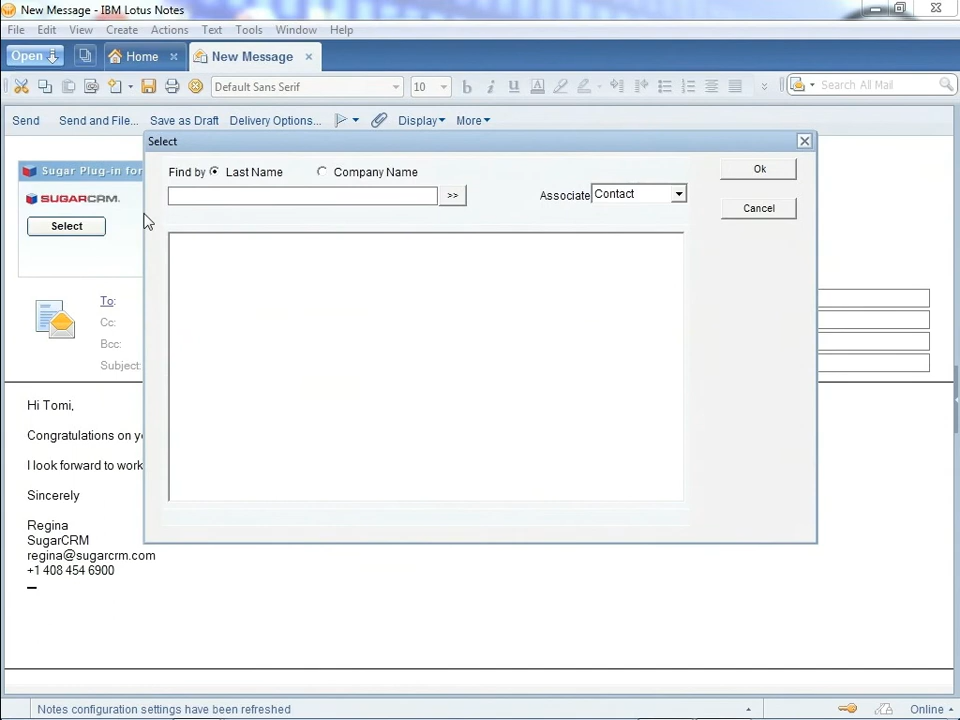 New Message - IBM Lotus Notes
File Edit View Create Actions Text Tools Window Help
Open Home New Message
Default Sans Serif 10 Search All Mail
Send Send and File... Save as Draft Delivery Options... Display More
Select
Sugar Plug-in for
Find by Last Name Company Name Ok
SUGARCRM. >> Associate Contact
Select Cancel
To:
Cc:
Bcc:
Subject:
Hi Tomi,
Congratulations on
I look forward to work
Sincerely
Regina
SugarCRM
regina@sugarcrm.com
+1 408 454 6900
Notes configuration settings have been refreshed Online